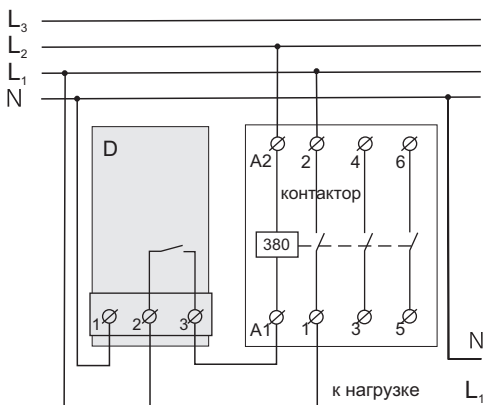 L₃
L₂
L₁
N
D
A2 2 4 6
контактор
380
1 2 3 A1 1 3 5
N
к нагрузке L₁